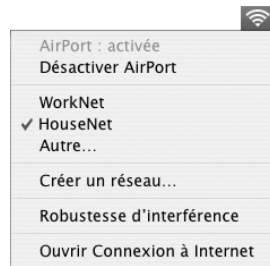 AirPort : activée
Désactiver AirPort
WorkNet
✓ HouseNet
Autre…
Créer un réseau…
Robustesse d'interférence
Ouvrir Connexion à Internet